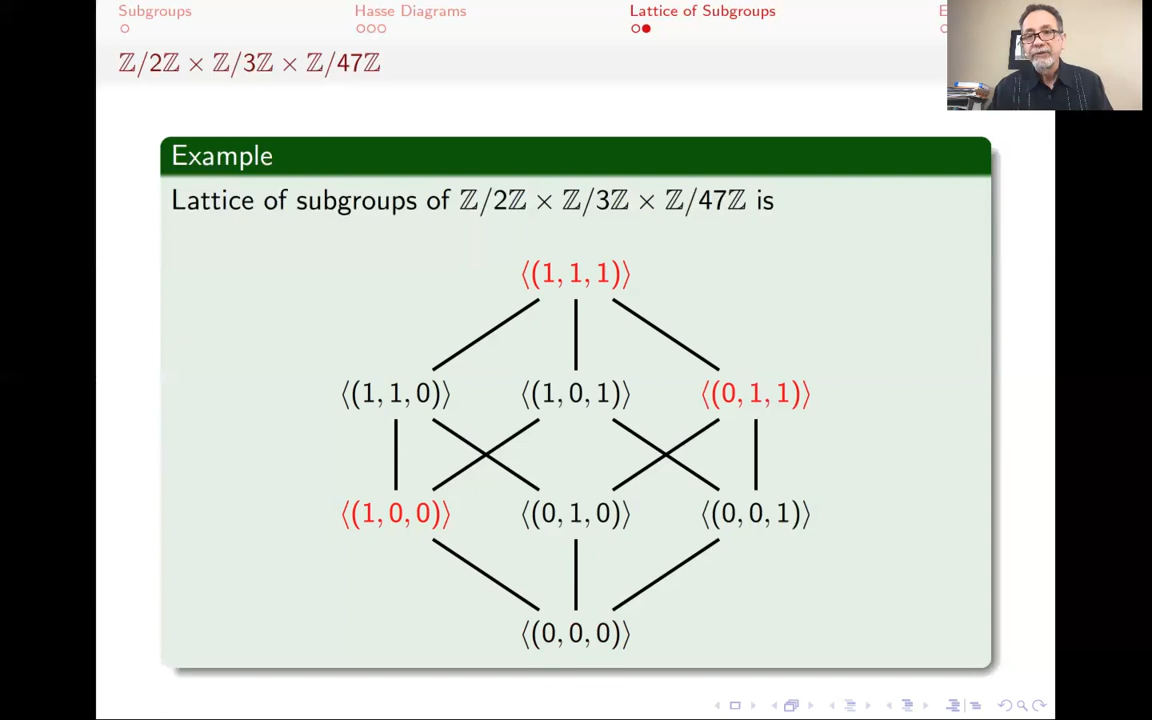 Subgroups Hasse Diagrams Lattice of Subgroups E
ℤ/2ℤ × ℤ/3ℤ × ℤ/47ℤ
Example
Lattice of subgroups of ℤ/2ℤ × ℤ/3ℤ × ℤ/47ℤ is
⟨(1, 1, 1)⟩
⟨(1, 1, 0)⟩ ⟨(1, 0, 1)⟩ ⟨(0, 1, 1)⟩
⟨(1, 0, 0)⟩ ⟨(0, 1, 0)⟩ ⟨(0, 0, 1)⟩
⟨(0, 0, 0)⟩